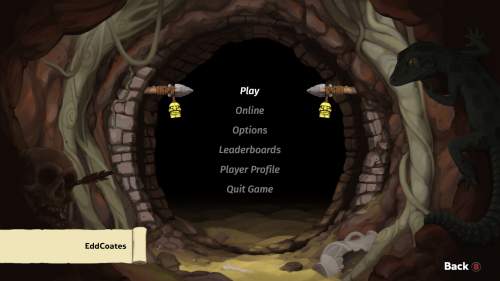 Play
Online
Options
Leaderboards
Player Profile
Quit Game
EddCoates
Back B